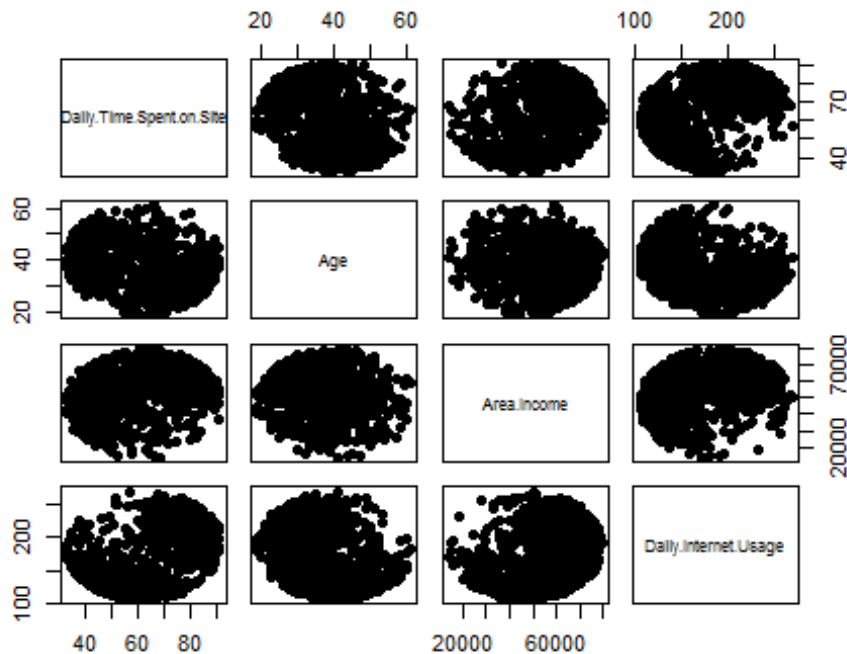 20 40 60 100 200
Daily.Time.Spent.on.Site
40 70
20 40 60
Age
Area.Income
20000 70000
100 200
Daily.Internet.Usage
40 60 80 20000 60000